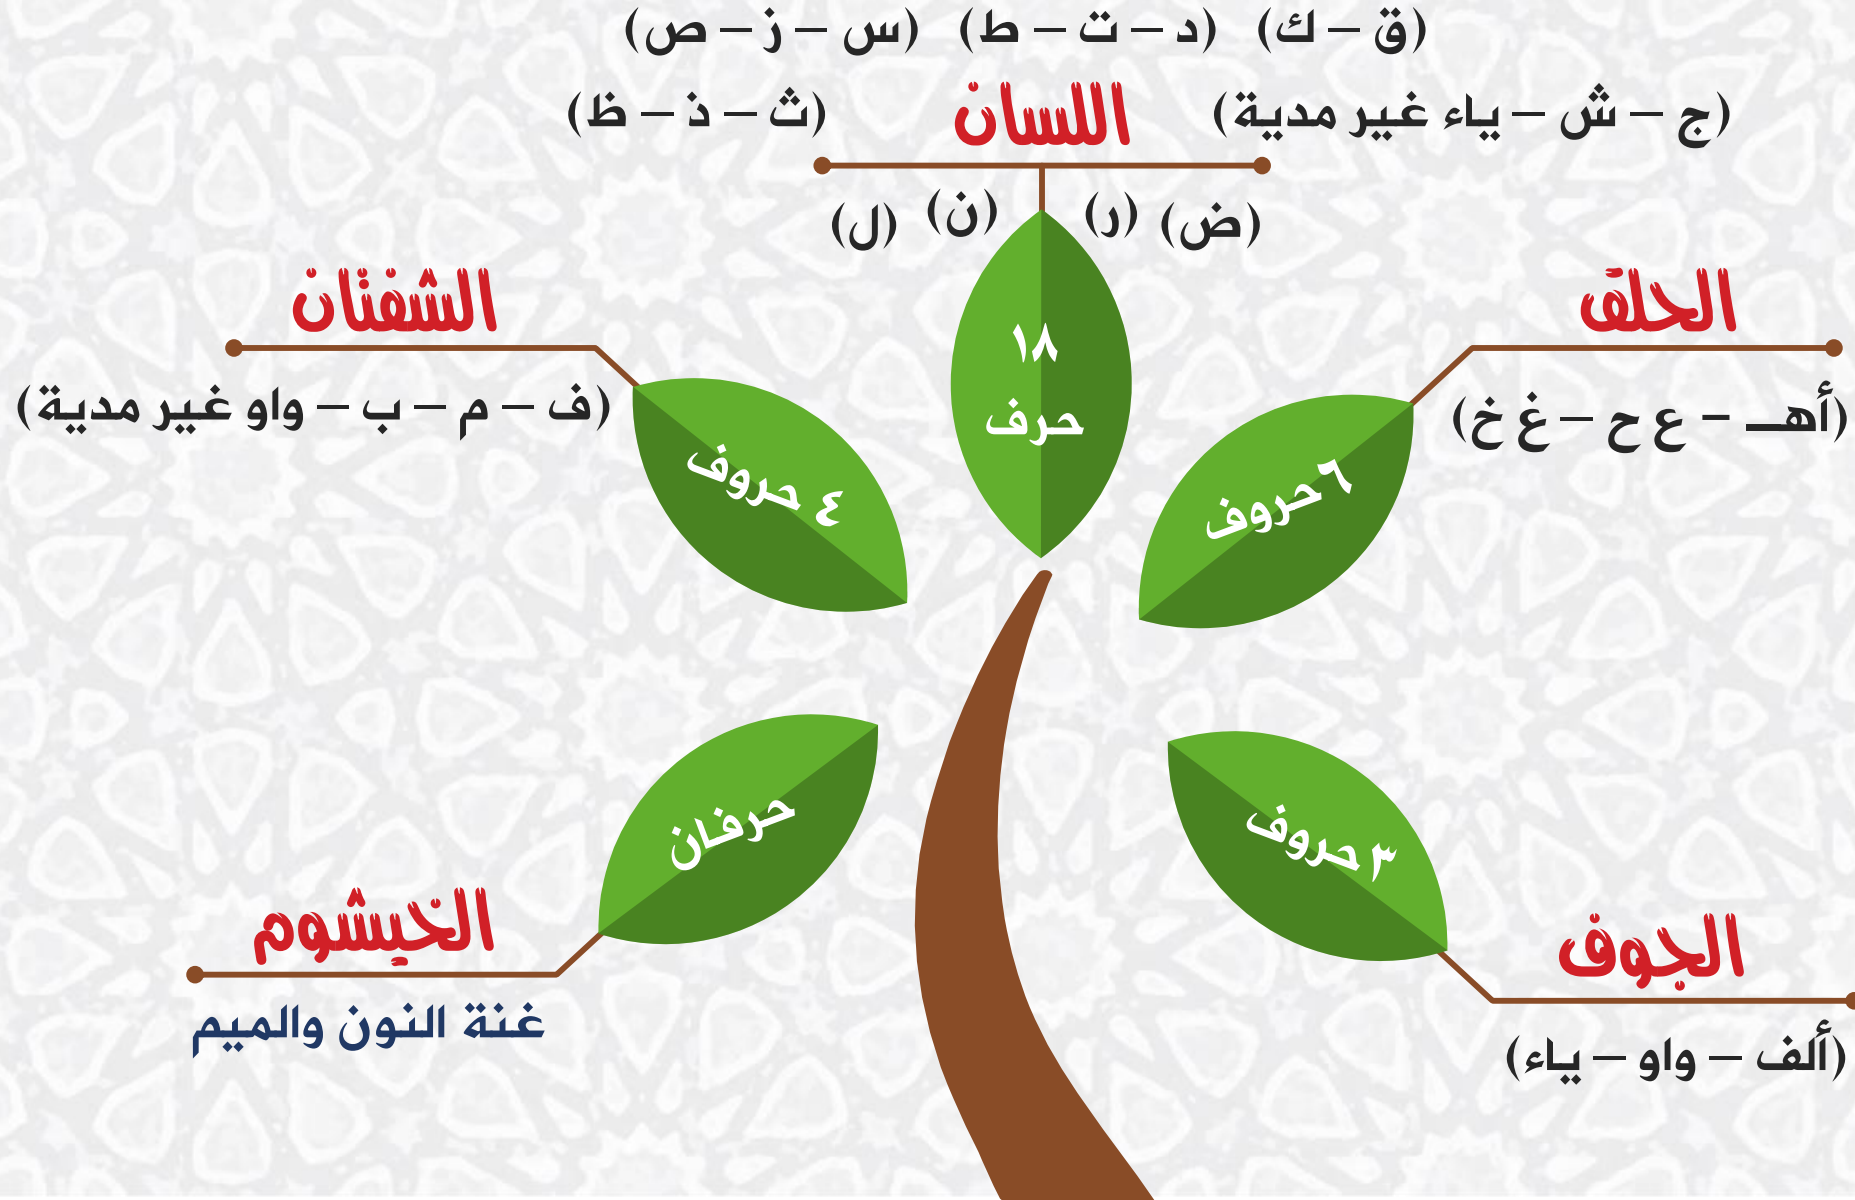 (ق – ك) (د – ت – ط) (س – ز – ص)
(ج – ش – ياء غير مدية) اللسان (ث – ذ – ظ)
(ض) (ر) (ن) (ل)
١٨
حرف
الحلق
(أهـ – ع ح – غ خ)
٦ حروف
الشفتان
(ف – م – ب – واو غير مدية)
٤ حروف
٣ حروف
الجوف
(ألف – واو – ياء)
حرفان
الخيشوم
غنة النون والميم